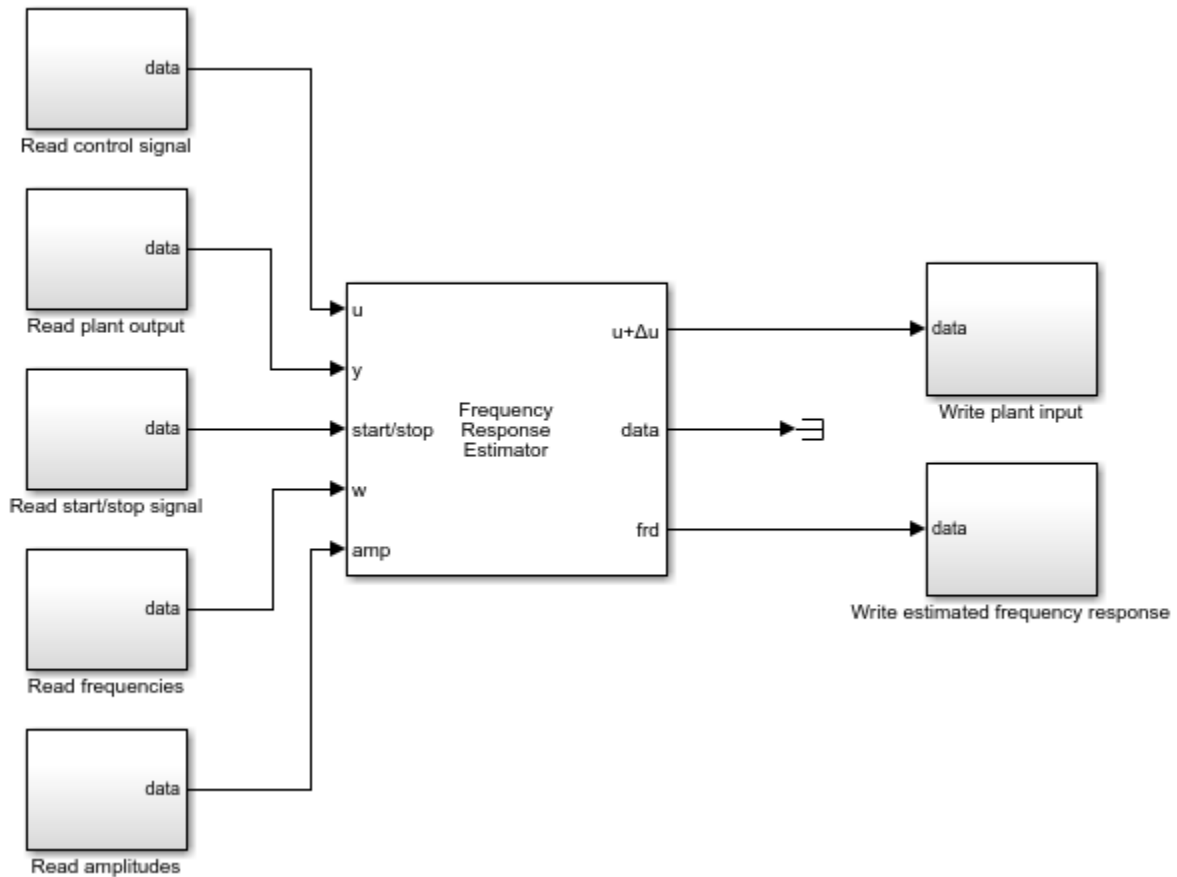 data
Read control signal
data
Read plant output
data
Read start/stop signal
data
Read frequencies
data
Read amplitudes
u
y
start/stop
w
amp
Frequency
Response
Estimator
u+Δu
data
frd
data
Write plant input
data
Write estimated frequency response